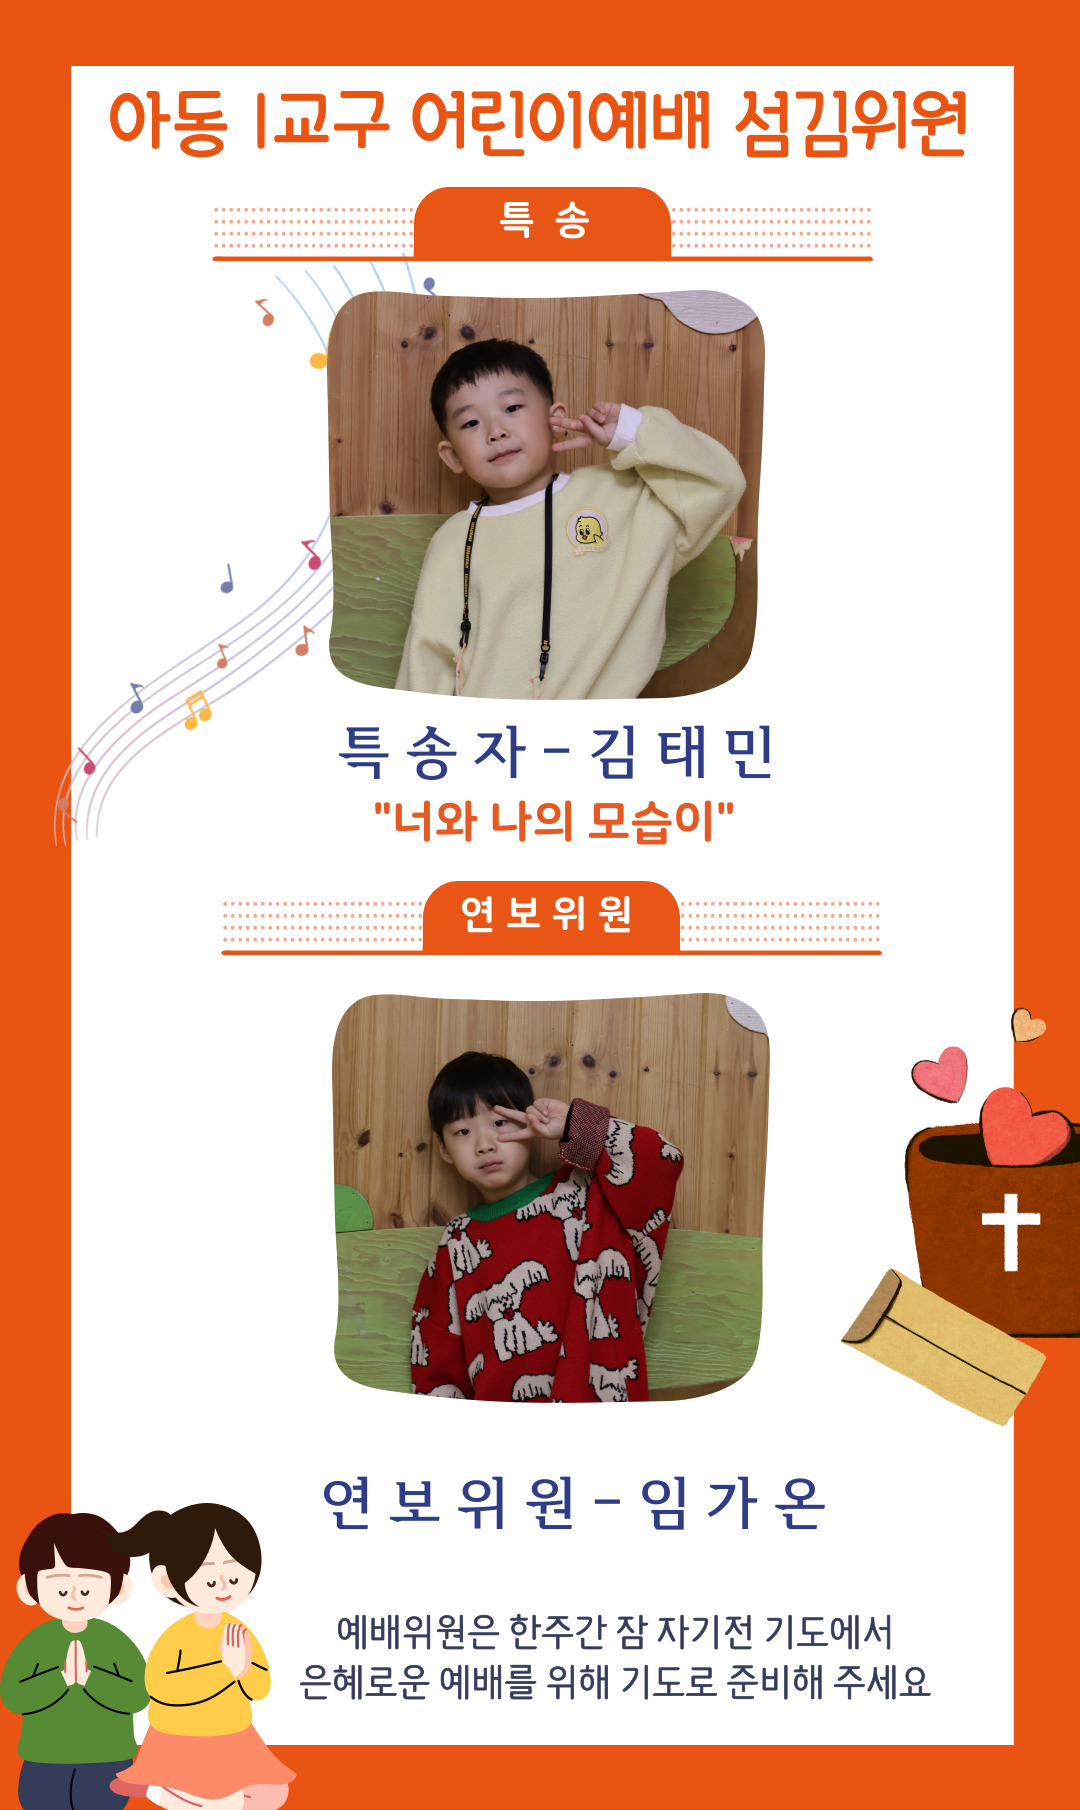 아동 1교구 어린이예배 섬김위원
특 송
특송자-김태민
"너와 나의 모습이"
연보위원
연보위원-임가온
예배위원은 한주간 잠 자기전 기도에서
은혜로운 예배를 위해 기도로 준비해 주세요